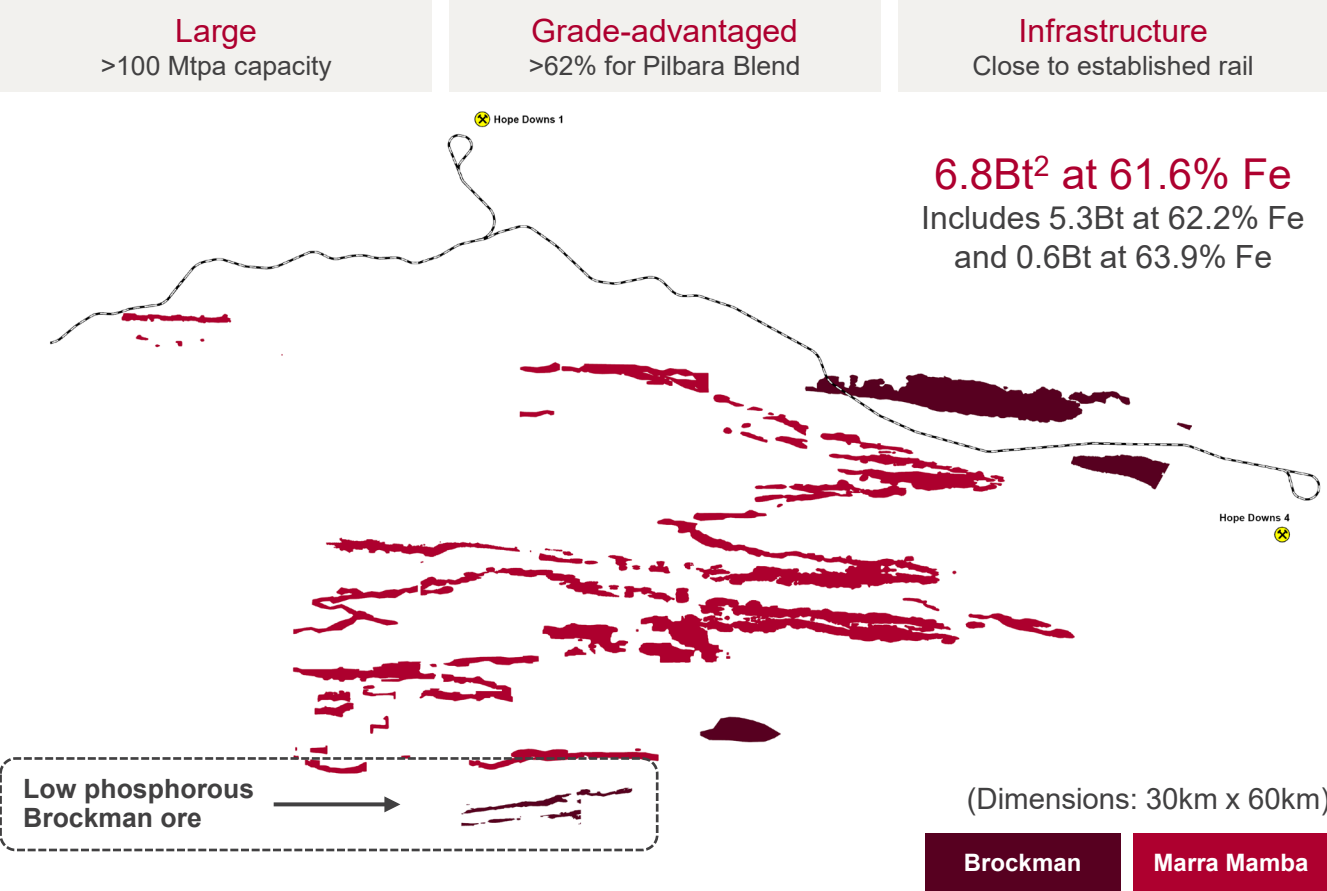 Large
>100 Mtpa capacity
Grade-advantaged
>62% for Pilbara Blend
Infrastructure
Close to established rail
Hope Downs 1
6.8Bt² at 61.6% Fe
Includes 5.3Bt at 62.2% Fe
and 0.6Bt at 63.9% Fe
Hope Downs 4
Low phosphorous
Brockman ore
(Dimensions: 30km x 60km)
Brockman
Marra Mamba